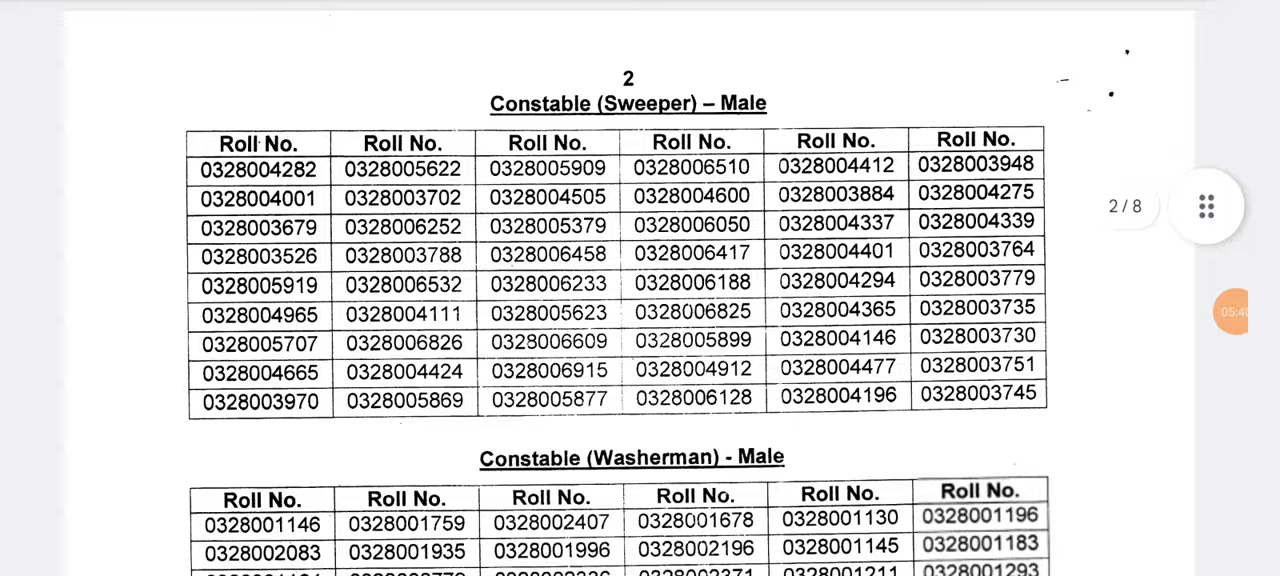 2
Constable (Sweeper) – Male
Roll No. Roll No. Roll No. Roll No. Roll No. Roll No.
0328004282 0328005622 0328005909 0328006510 0328004412 0328003948
0328004001 0328003702 0328004505 0328004600 0328003884 0328004275
0328003679 0328006252 0328005379 0328006050 0328004337 0328004339
0328003526 0328003788 0328006458 0328006417 0328004401 0328003764
0328005919 0328006532 0328006233 0328006188 0328004294 0328003779
0328004965 0328004111 0328005623 0328006825 0328004365 0328003735
0328005707 0328006826 0328006609 0328005899 0328004146 0328003730
0328004665 0328004424 0328006915 0328004912 0328004477 0328003751
0328003970 0328005869 0328005877 0328006128 0328004196 0328003745
2 / 8
05:40
Constable (Washerman) - Male
Roll No. Roll No. Roll No. Roll No. Roll No. Roll No.
0328001146 0328001759 0328002407 0328001678 0328001130 0328001196
0328002083 0328001935 0328001996 0328002196 0328001145 0328001183
0328001211 0328001293